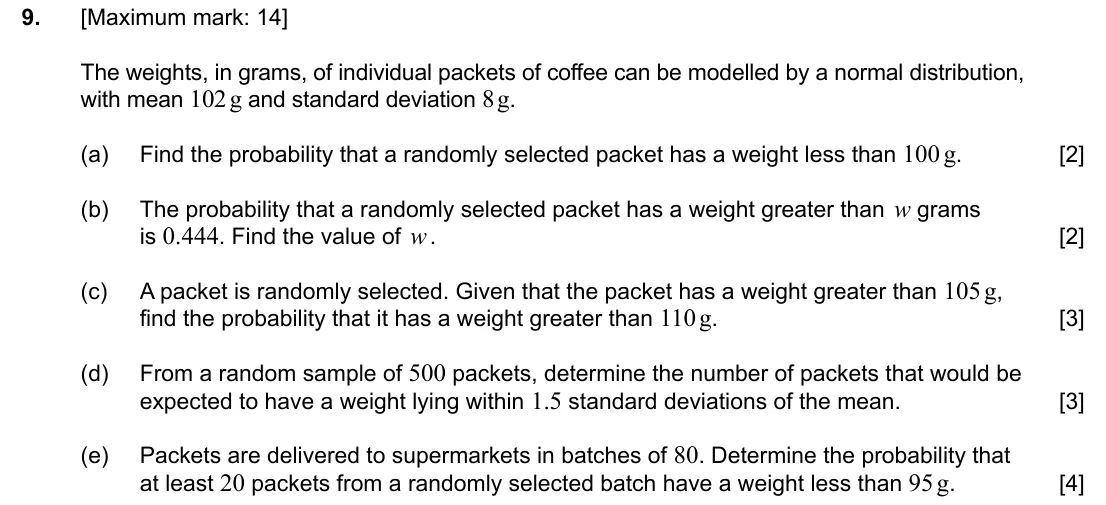 9. [Maximum mark: 14]
The weights, in grams, of individual packets of coffee can be modelled by a normal distribution,
with mean 102 g and standard deviation 8 g.
(a) Find the probability that a randomly selected packet has a weight less than 100 g. [2]
(b) The probability that a randomly selected packet has a weight greater than w grams
is 0.444. Find the value of w. [2]
(c) A packet is randomly selected. Given that the packet has a weight greater than 105 g,
find the probability that it has a weight greater than 110 g. [3]
(d) From a random sample of 500 packets, determine the number of packets that would be
expected to have a weight lying within 1.5 standard deviations of the mean. [3]
(e) Packets are delivered to supermarkets in batches of 80. Determine the probability that
at least 20 packets from a randomly selected batch have a weight less than 95 g. [4]